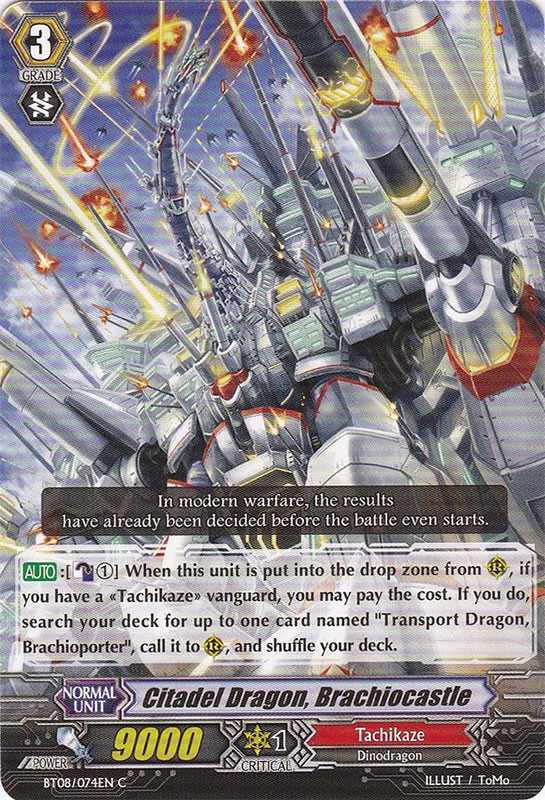 3
GRADE
In modern warfare, the results
have already been decided before the battle even starts.
AUTO :[ ①] When this unit is put into the drop zone from Ⓡ, if
you have a «Tachikaze» vanguard, you may pay the cost. If you do,
search your deck for up to one card named "Transport Dragon,
Brachioporter", call it to Ⓡ, and shuffle your deck.
NORMAL
UNIT
Citadel Dragon, Brachiocastle
POWER
9000
1
CRITICAL
Tachikaze
Dinodragon
BT08/074EN C
ILLUST / ToMo